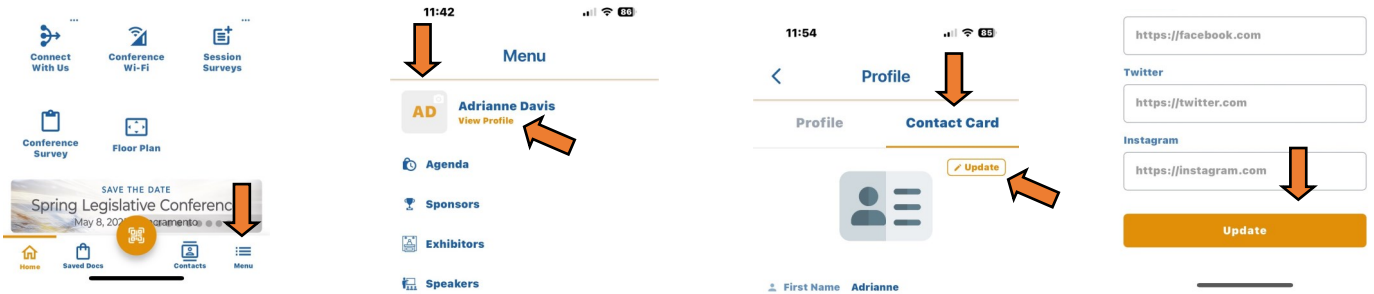 Connect
With Us
Conference
Wi-Fi
Session
Surveys
Conference
Survey
Floor Plan
SAVE THE DATE
Spring Legislative Conferenc
May 8, 202
Home
Saved Docs
Contacts
Menu
11:42
86
Menu
AD
Adrianne Davis
View Profile
Agenda
Sponsors
Exhibitors
Speakers
11:54
85
Profile
Profile
Contact Card
Update
First Name Adrianne
https://facebook.com
Twitter
https://twitter.com
Instagram
https://instagram.com
Update